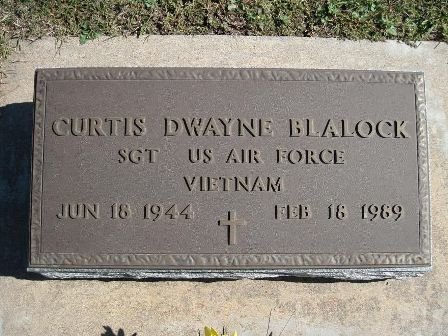 CURTIS DWAYNE BLALOCK
SGT US AIR FORCE
VIETNAM
JUN 18 1944 FEB 18 1989